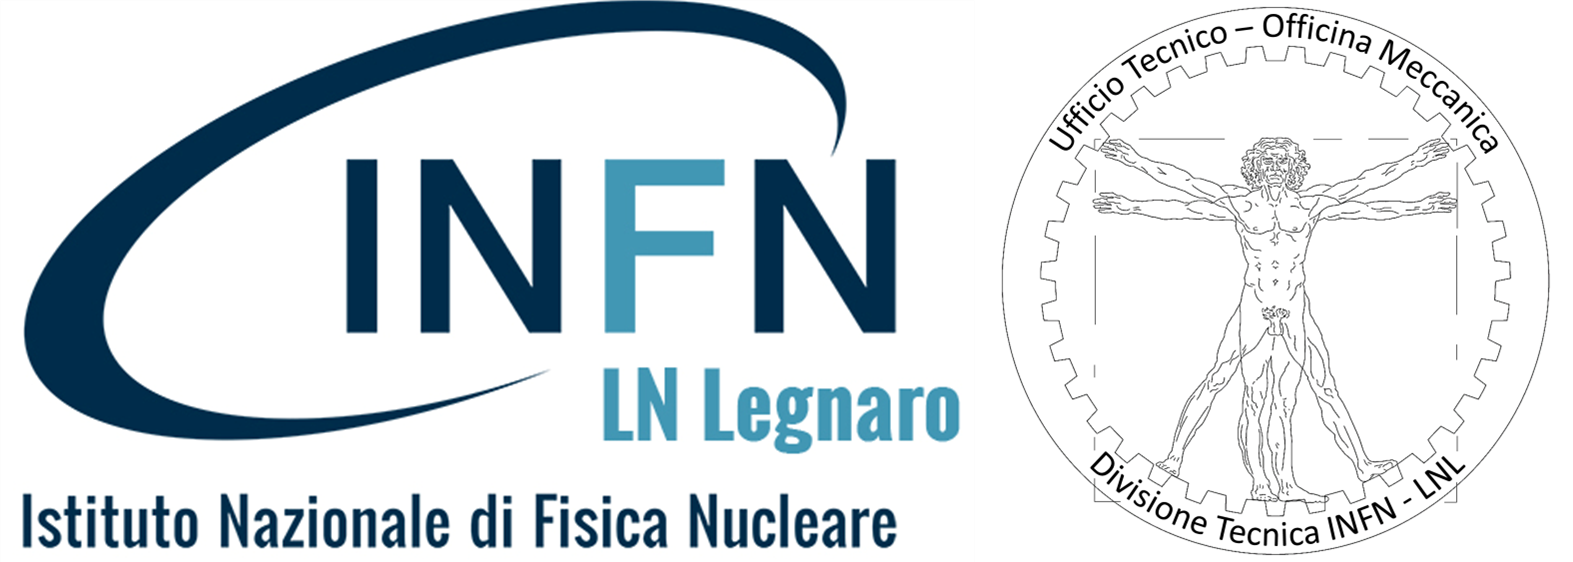 INFN
LN Legnaro
Istituto Nazionale di Fisica Nucleare
Ufficio Tecnico – Officina Meccanica
Divisione Tecnica INFN - LNL